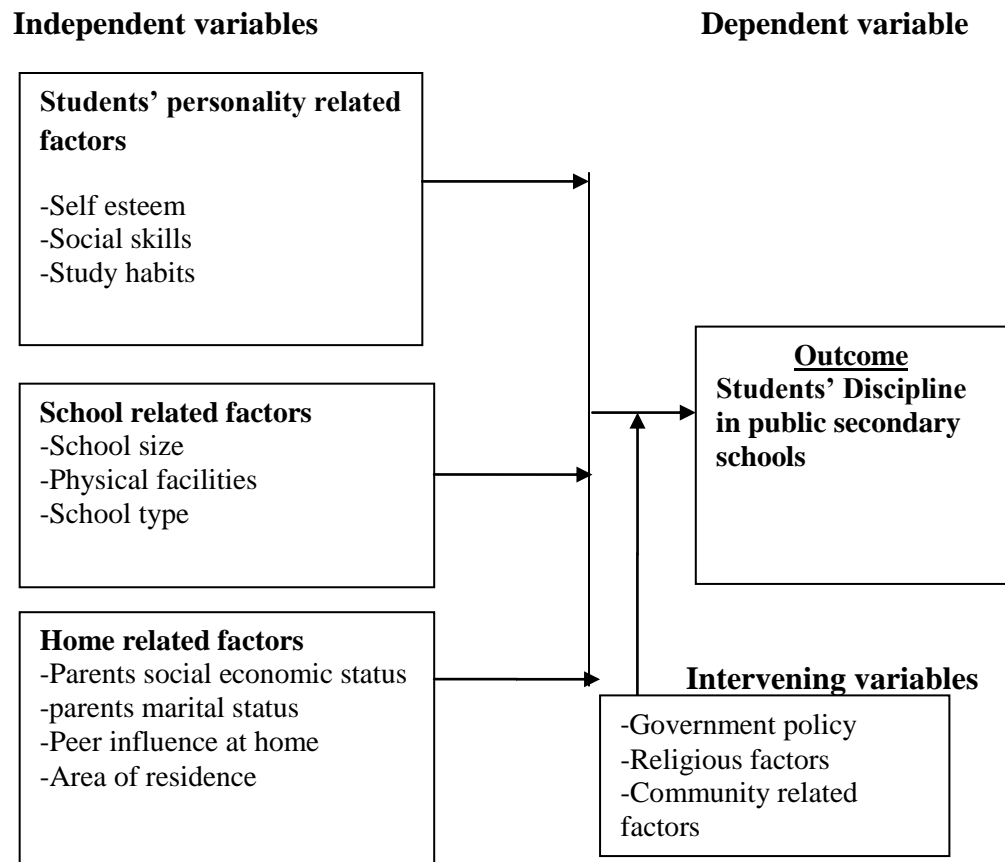 Independent variables
Dependent variable
Students’ personality related
factors
-Self esteem
-Social skills
-Study habits
School related factors
-School size
-Physical facilities
-School type
Home related factors
-Parents social economic status
-parents marital status
-Peer influence at home
-Area of residence
Outcome
Students’ Discipline
in public secondary
schools
Intervening variables
-Government policy
-Religious factors
-Community related
factors